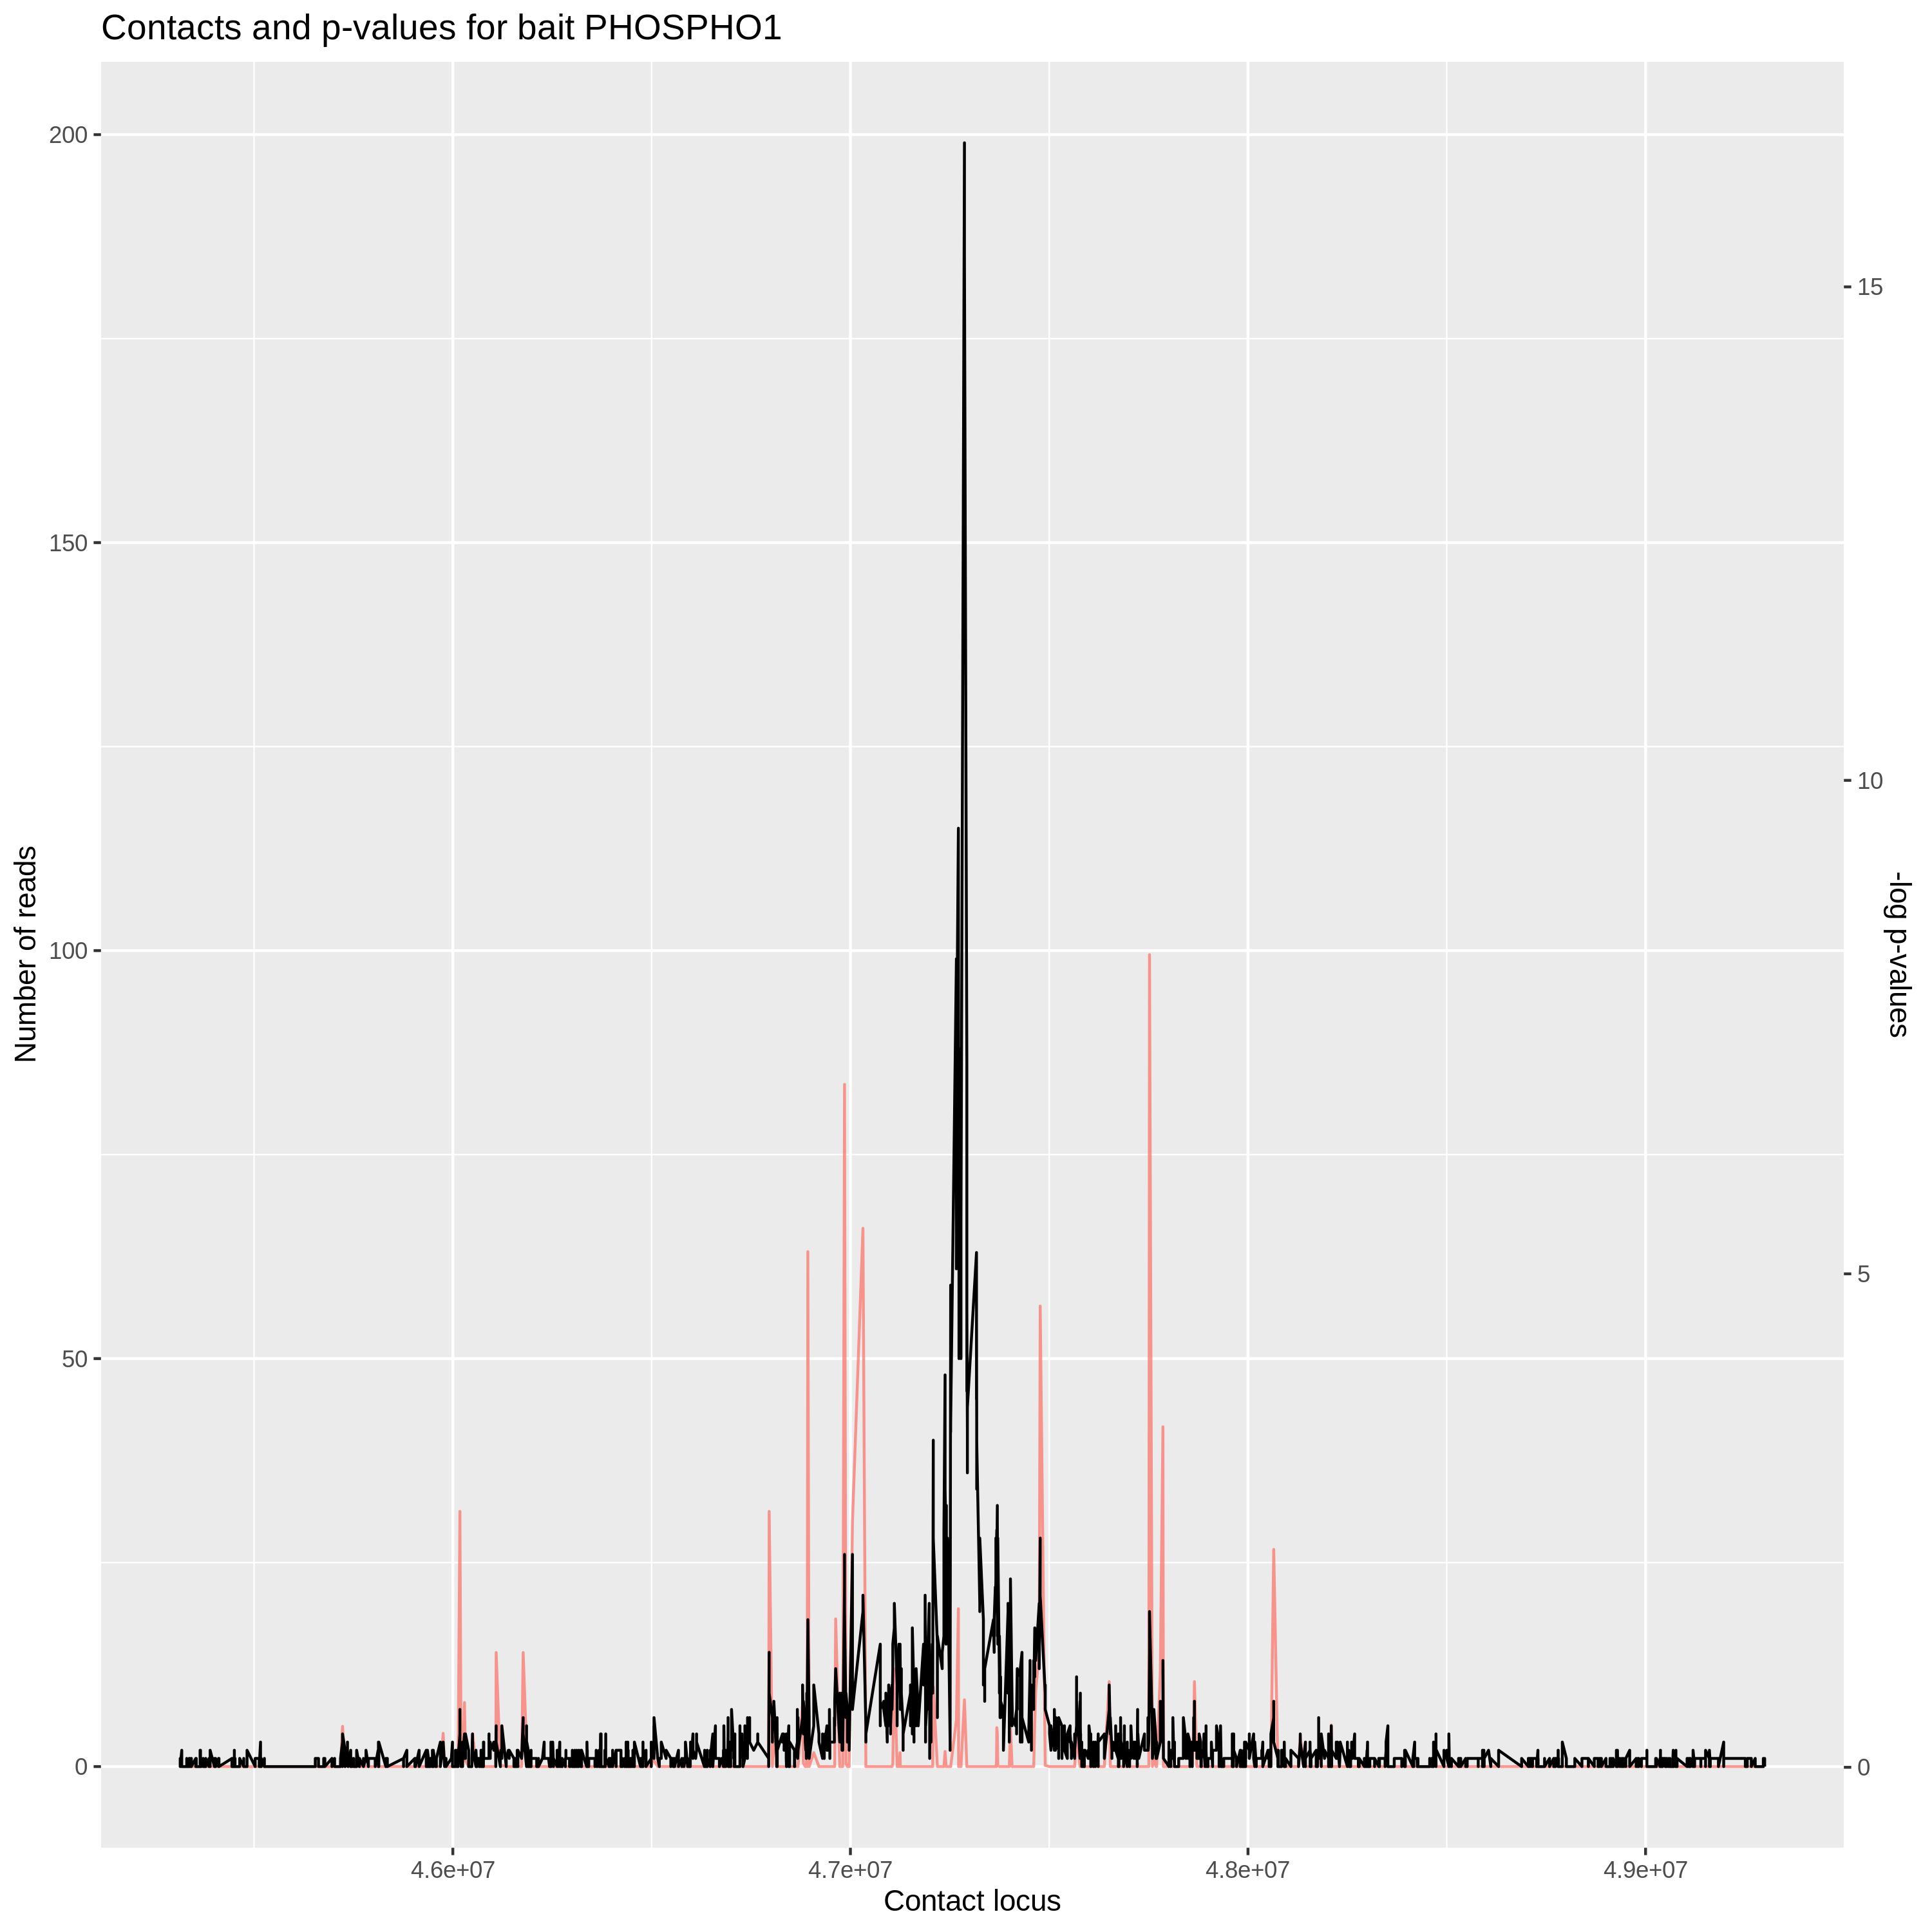 Contacts and p-values for bait PHOSPHO1
200
150
100
50
0
Number of reads
15
10
5
0
-log p-values
4.6e+07
4.7e+07
4.8e+07
4.9e+07
Contact locus